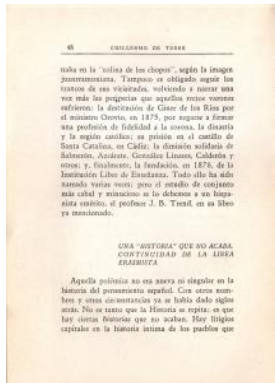 48 GUILLERMO DE TORRE
naba en la "colina de los chopos", según la imagen
juanramoniana. Tampoco es obligado seguir los
trances de sus vicisitudes, volviendo a narrar una
vez más las peripecias que aquellos rectos varones
sufrieron: la destitución de Giner de los Ríos por
el ministro Orovio, en 1875, por negarse a firmar
una profesión de fidelidad a la corona, la dinastía
y la religión católica; su prisión en el castillo de
Santa Catalina, en Cádiz; la dimisión solidaria de
Salmerón, Azcárate, González Linares, Calderón y
otros; y, finalmente, la fundación, en 1876, de la
Institución Libre de Enseñanza. Todo ello ha sido
narrado varias veces; pero el estudio de conjunto
más cabal y minucioso se lo debemos a un hispa-
nista emérito, el profesor J. B. Trend, en su libro
ya mencionado.
UNA "HISTORIA" QUE NO ACABA.
CONTINUIDAD DE LA LINEA
ERASMISTA
Aquella polémica no era nueva ni singular en la
historia del pensamiento español. Con otros nom-
bres y otras circunstancias ya se había dado siglos
atrás. No es tanto que la Historia se repita: es que
hay ciertas historias que no acaban. Hay litigios
capitales en la historia íntima de los pueblos que